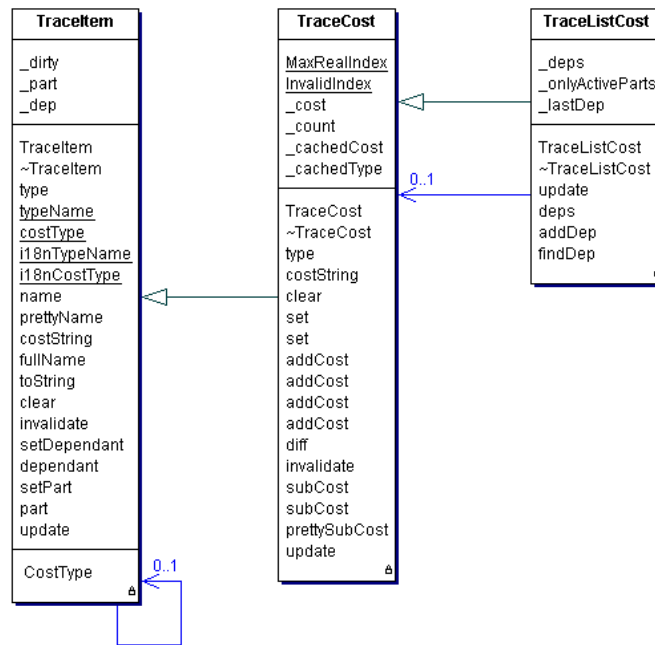 TraceItem
_dirty
_part
_dep
TraceItem
~TraceItem
type
typeName
costType
i18nTypeName
i18nCostType
name
prettyName
costString
fullName
toString
clear
invalidate
setDependant
dependant
setPart
part
update
CostType
0..1
TraceCost
MaxRealIndex
InvalidIndex
_cost
_count
_cachedCost
_cachedType
TraceCost
~TraceCost
type
costString
clear
set
set
addCost
addCost
addCost
addCost
diff
invalidate
subCost
subCost
prettySubCost
update
0..1
TraceListCost
_deps
_onlyActiveParts
_lastDep
TraceListCost
~TraceListCost
update
deps
addDep
findDep